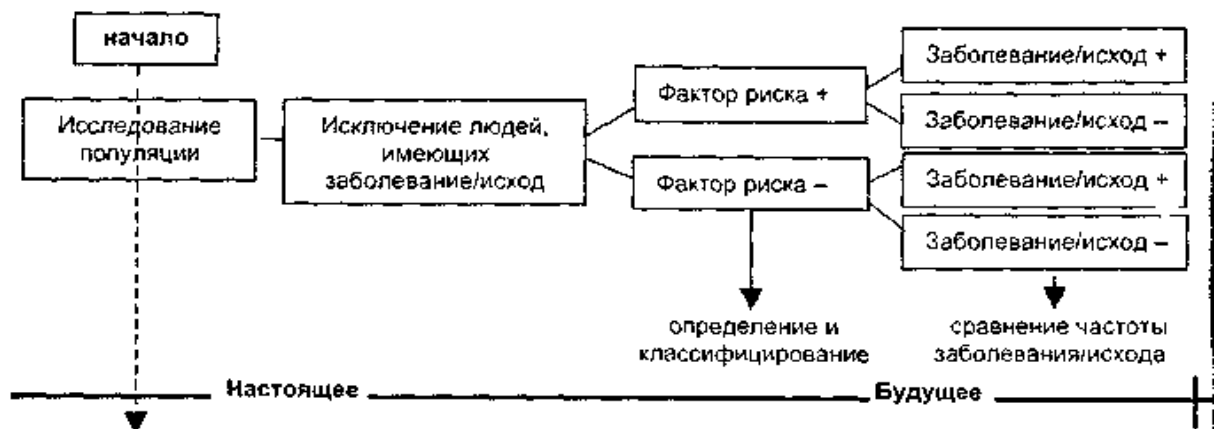 начало
Исследование
популяции
Исключение людей,
имеющих
заболевание/исход
Фактор риска +
Фактор риска –
Заболевание/исход +
Заболевание/исход –
Заболевание/исход +
Заболевание/исход –
определение и
классифицирование
сравнение частоты
заболевания/исхода
Настоящее
Будущее